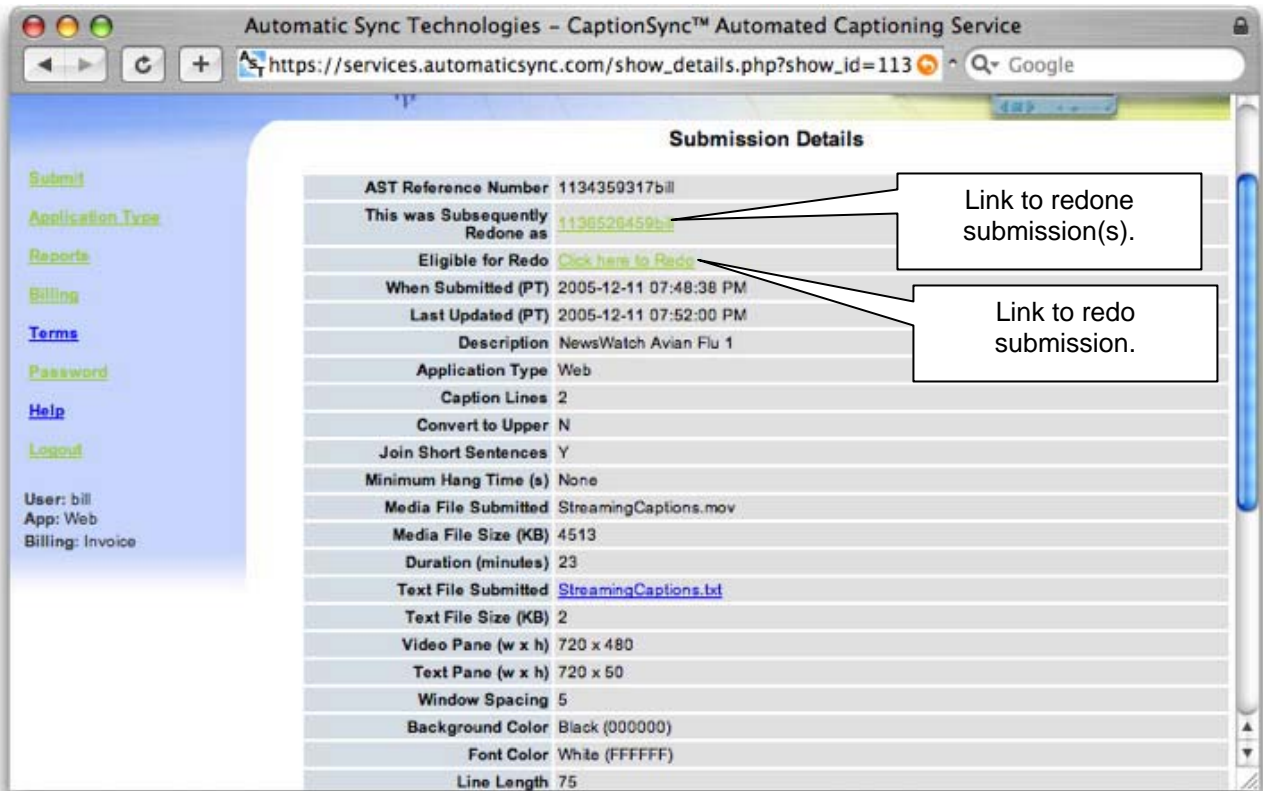 Automatic Sync Technologies – CaptionSync™ Automated Captioning Service
https://services.automaticsync.com/show_details.php?show_id=113
Google
Submission Details
Submit
Application Type
Reports
Billing
Terms
Password
Help
Logout
User: bill
App: Web
Billing: Invoice
AST Reference Number 1134359317bill
This was Subsequently
Redone as 1136526459bill
Eligible for Redo Click here to Redo
When Submitted (PT) 2005-12-11 07:48:38 PM
Last Updated (PT) 2005-12-11 07:52:00 PM
Description NewsWatch Avian Flu 1
Application Type Web
Caption Lines 2
Convert to Upper N
Join Short Sentences Y
Minimum Hang Time (s) None
Media File Submitted StreamingCaptions.mov
Media File Size (KB) 4513
Duration (minutes) 23
Text File Submitted StreamingCaptions.txt
Text File Size (KB) 2
Video Pane (w x h) 720 x 480
Text Pane (w x h) 720 x 50
Window Spacing 5
Background Color Black (000000)
Font Color White (FFFFFF)
Line Length 75
Link to redone
submission(s).
Link to redo
submission.